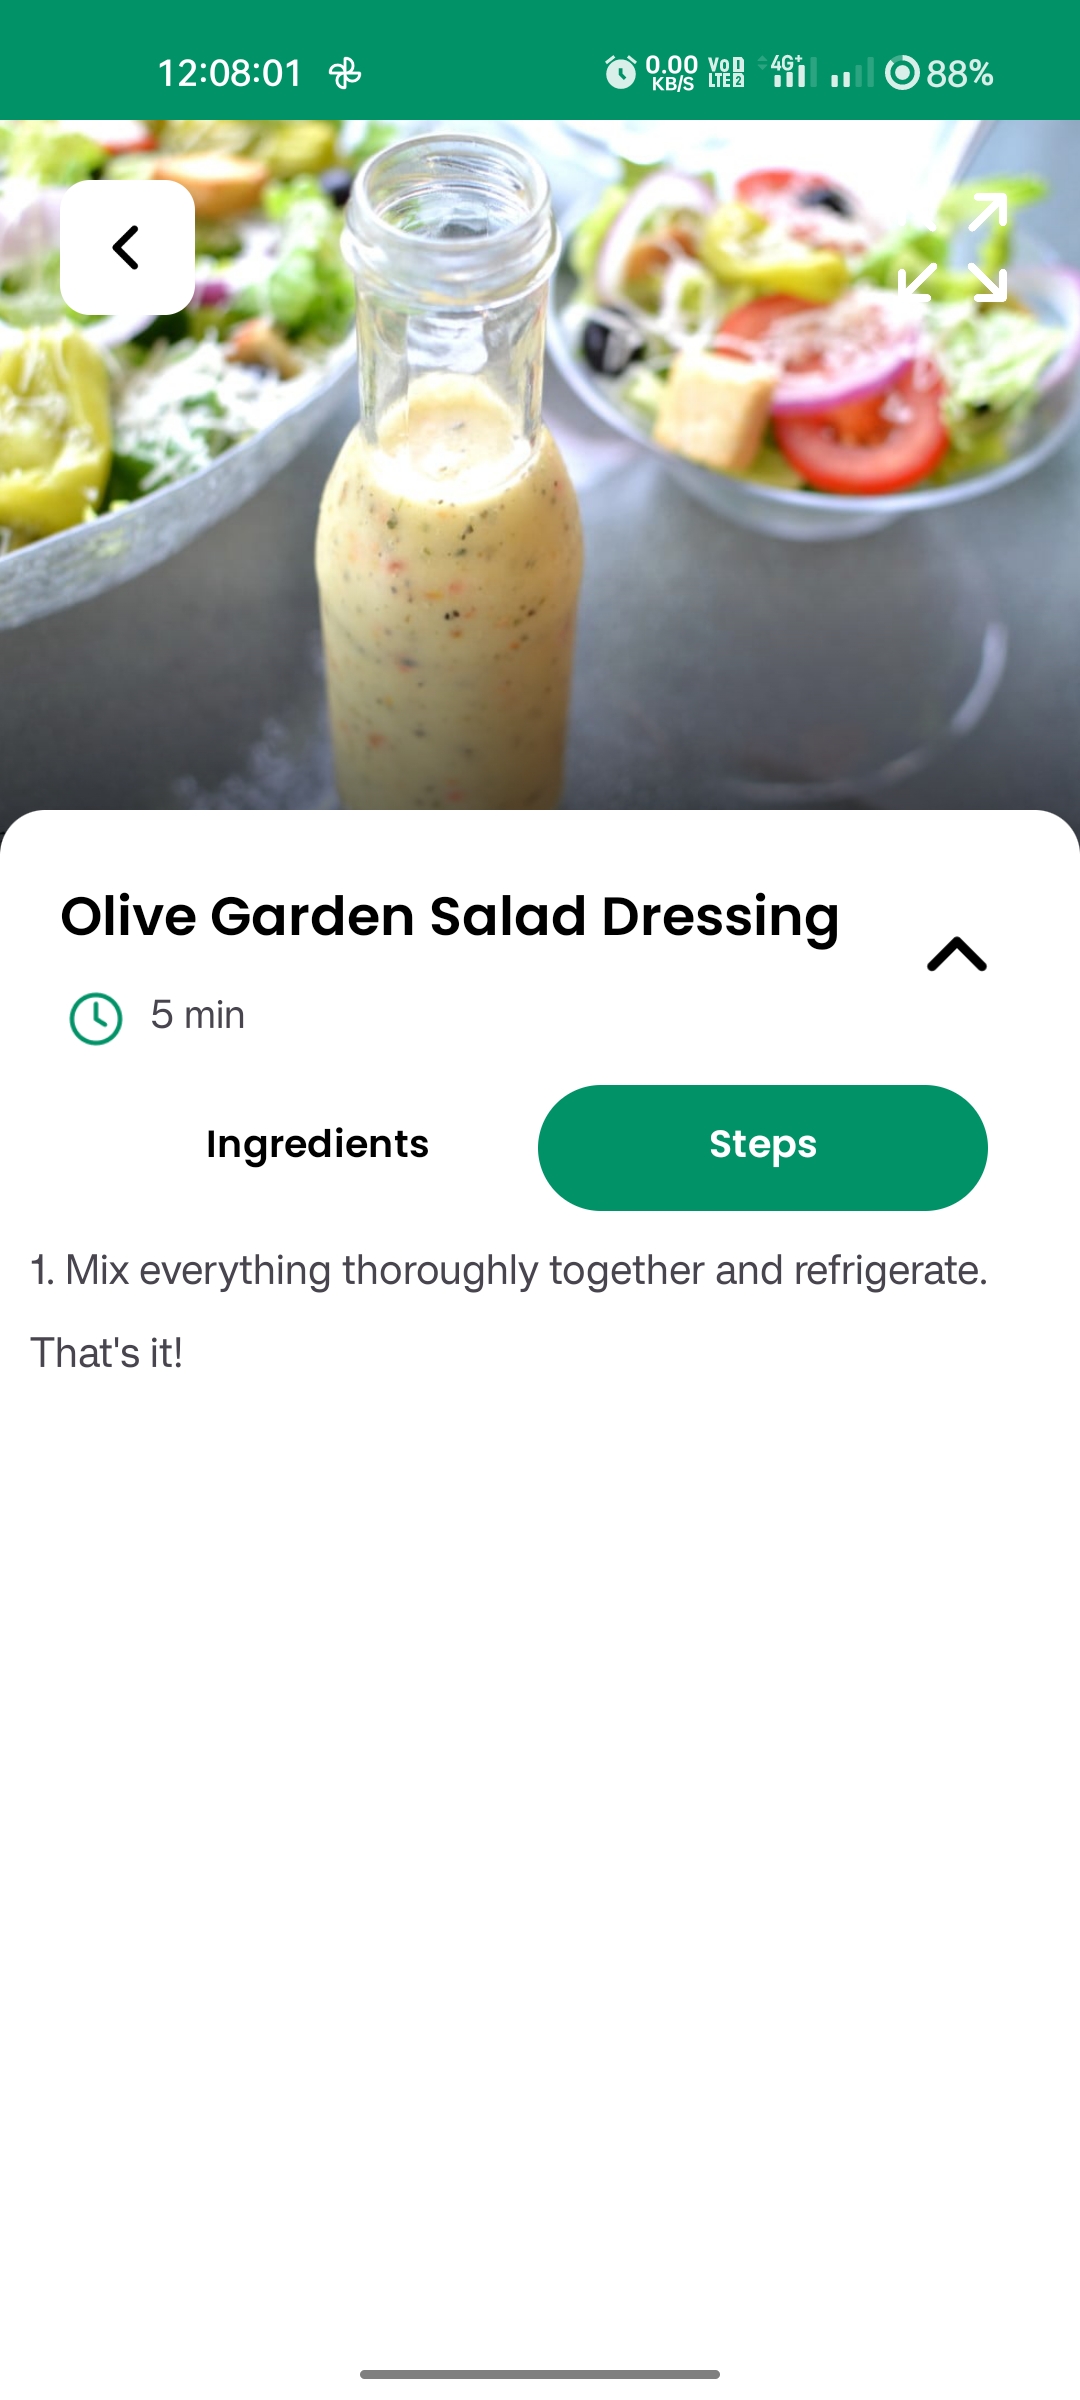 12:08:01 0.00 KB/S VoD LTE 2 4G+ 88%
Olive Garden Salad Dressing
5 min
Ingredients Steps
1. Mix everything thoroughly together and refrigerate.
That's it!